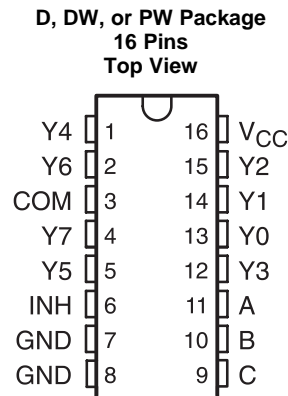 D, DW, or PW Package
16 Pins
Top View
Y4 1 16 VCC
Y6 2 15 Y2
COM 3 14 Y1
Y7 4 13 Y0
Y5 5 12 Y3
INH 6 11 A
GND 7 10 B
GND 8 9 C